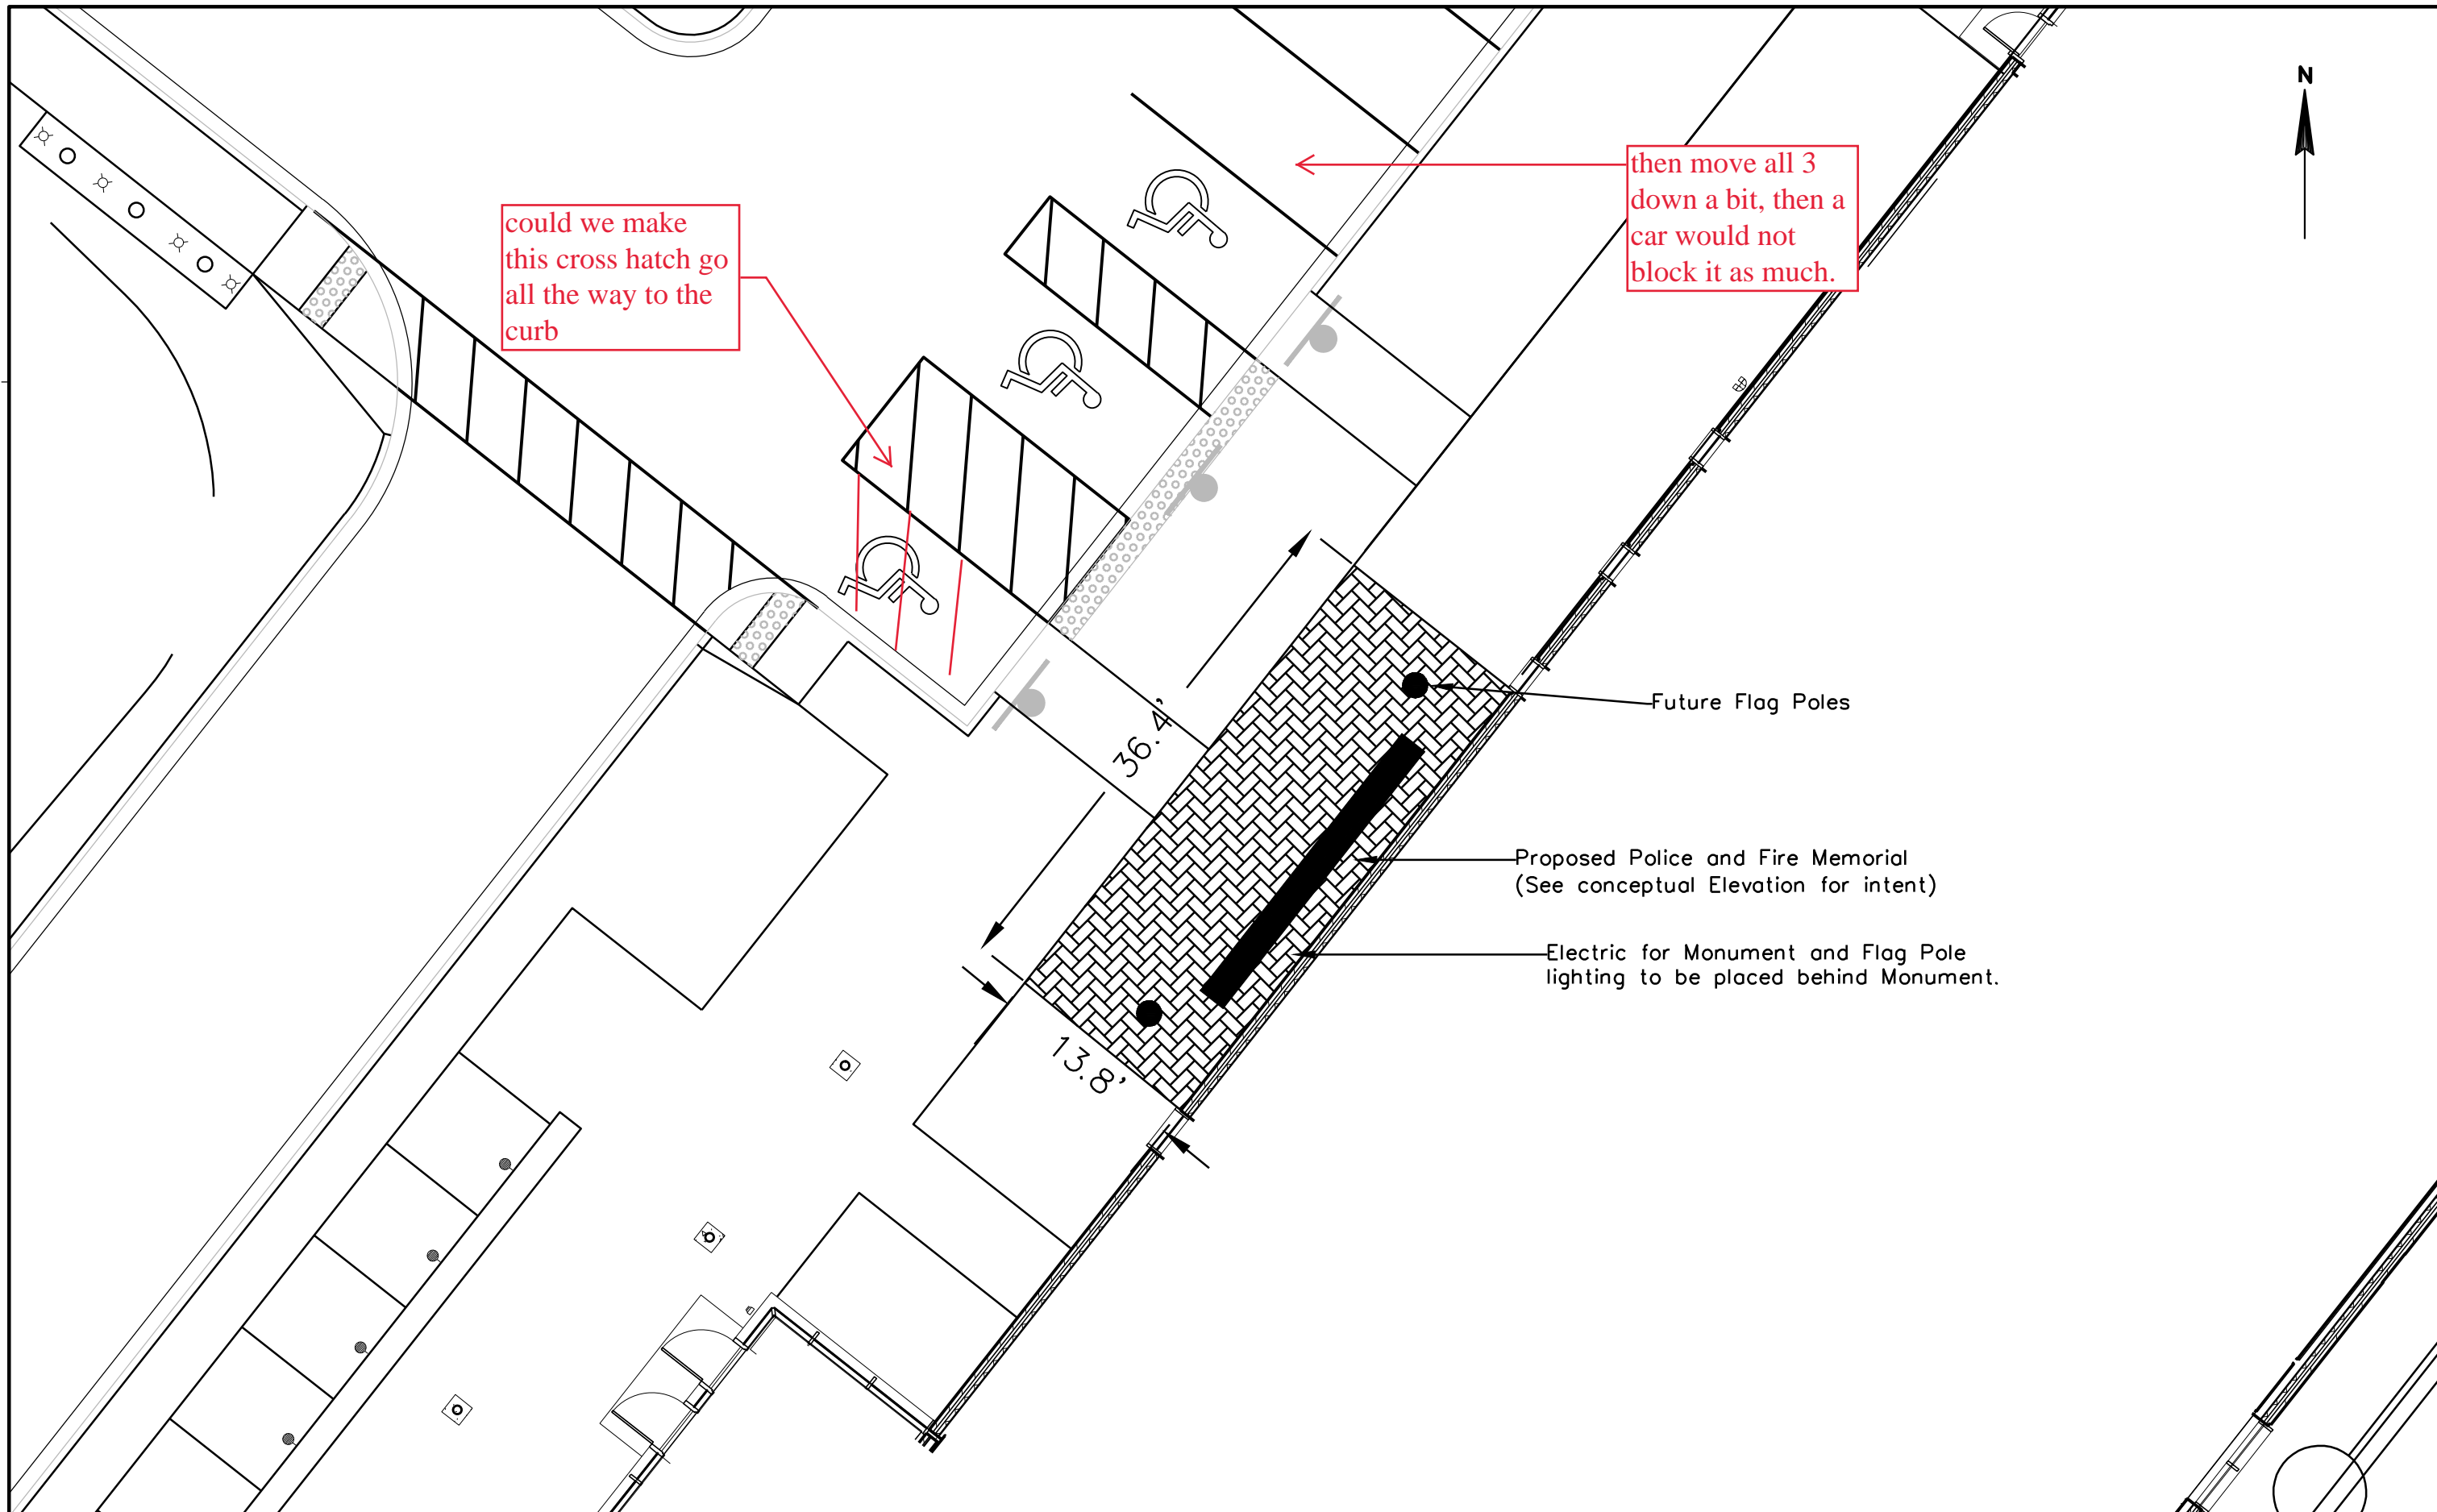 N
then move all 3
down a bit, then a
car would not
block it as much.
could we make
this cross hatch go
all the way to the
curb
36.4'
Future Flag Poles
Proposed Police and Fire Memorial
(See conceptual Elevation for intent)
Electric for Monument and Flag Pole
lighting to be placed behind Monument.
13.8'